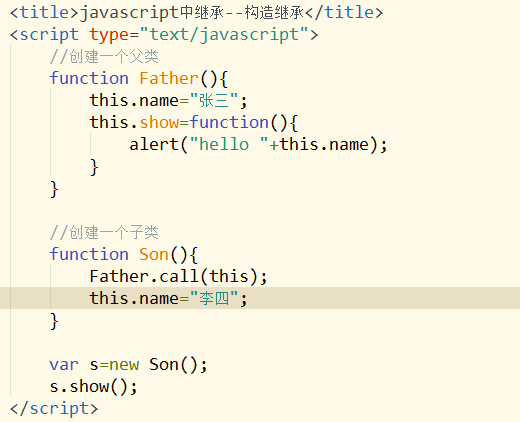 <title>javascript中继承--构造继承</title>
<script type="text/javascript">
//创建一个父类
function Father(){
this.name="张三";
this.show=function(){
alert("hello "+this.name);
}
}
//创建一个子类
function Son(){
Father.call(this);
this.name="李四";
}
var s=new Son();
s.show();
</script>